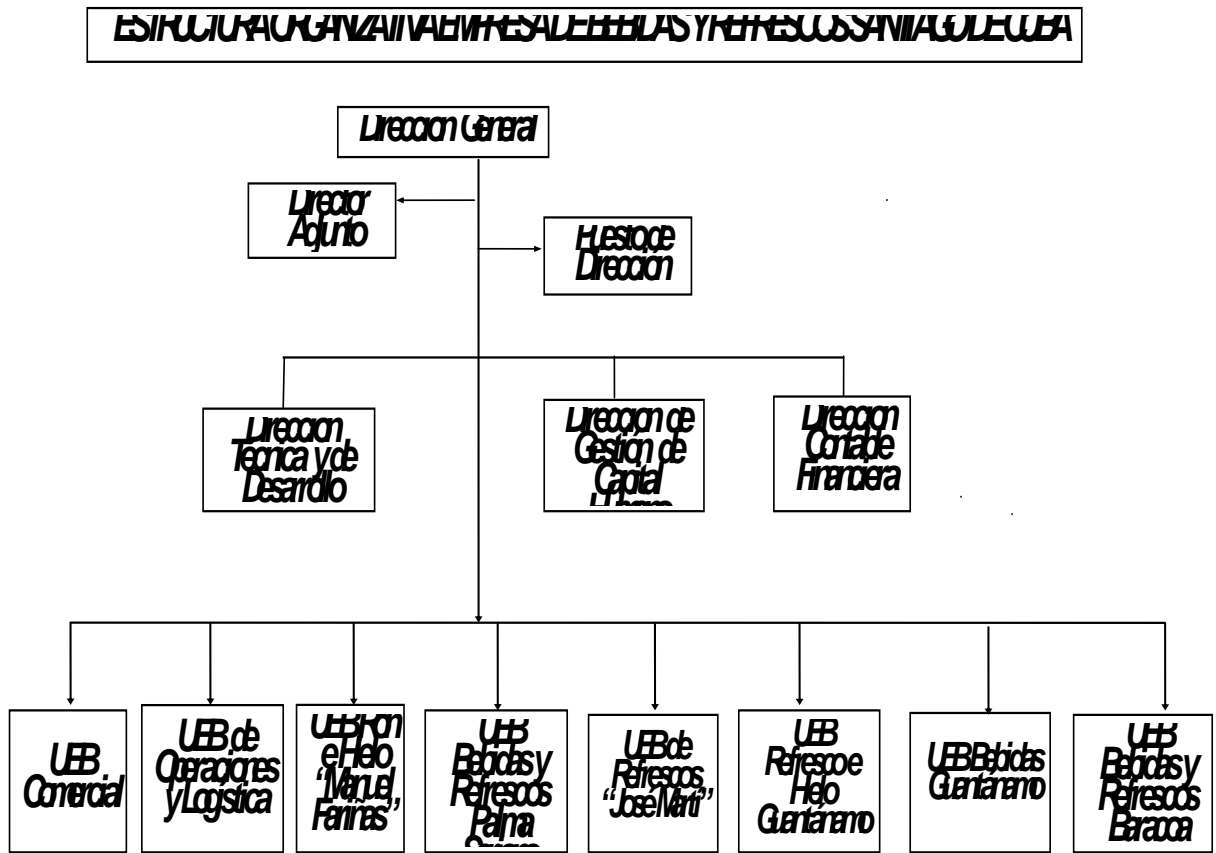 ESTRUCTURA ORGANIZATIVA EMPRESA DE BEBIDAS Y REFRESCOS SANTIAGO DE CUBA
Dirección General
Director
Adjunto
Puesto de
Dirección
Dirección
Técnica y de
Desarrollo
Dirección de
Gestión de
Capital
Humano
Dirección
Contable
Financiera
UEB
Comercial
UEB de
Operaciones
y Logística
UEB Ron
e Hielo
“Manuel
Fariñas”
UEB
Bebidas y
Refrescos
Palma
UEB de
Refrescos
“José Martí”
UEB
Refresco e
Hielo
Guantánamo
UEB Bebidas
Guantánamo
UEB
Bebidas y
Refrescos
Baracoa